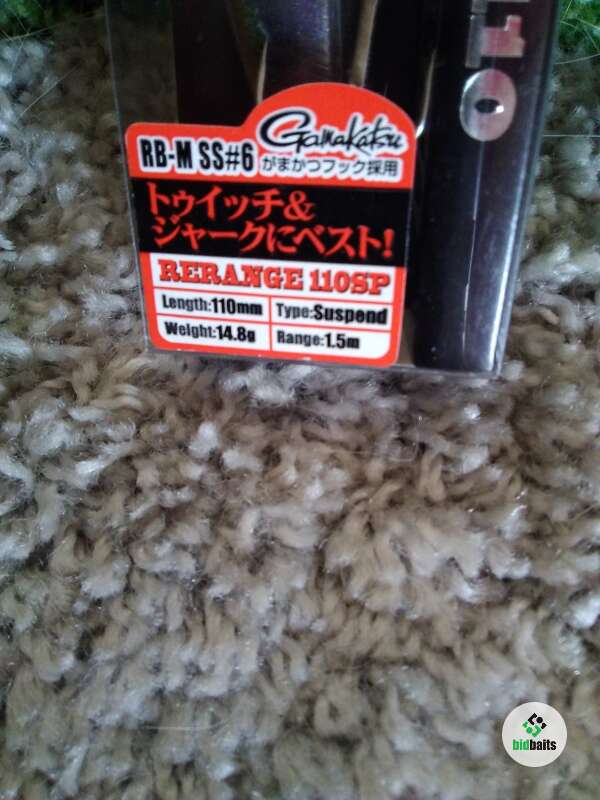 110
Gamakatsu
RB-M SS#6
がまかつフック採用
トゥイッチ&
ジャークにベスト!
RERANGE 110SP
Length:110mm Type:Suspend
Weight:14.8g Range:1.5m
bidbaits